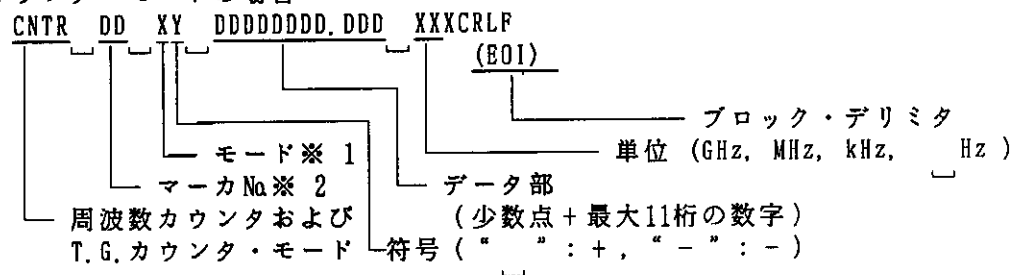 CNTR DD XY DDDDDDDD.DDD XXXCRLF
(EOI)
ブロック・デリミタ
モード※ 1
単位 (GHz, MHz, kHz, ␣Hz )
マーカNo.※ 2
データ部
周波数カウンタおよび
(少数点+最大11桁の数字)
T.G.カウンタ・モード
符号 ( “␣” : +, “ - ” : - )